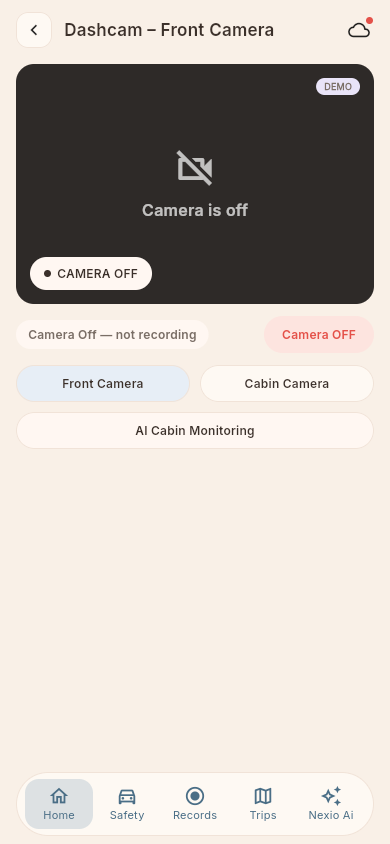 Dashcam – Front Camera
DEMO
Camera is off
CAMERA OFF
Camera Off — not recording
Camera OFF
Front Camera
Cabin Camera
AI Cabin Monitoring
Home
Safety
Records
Trips
Nexio Ai